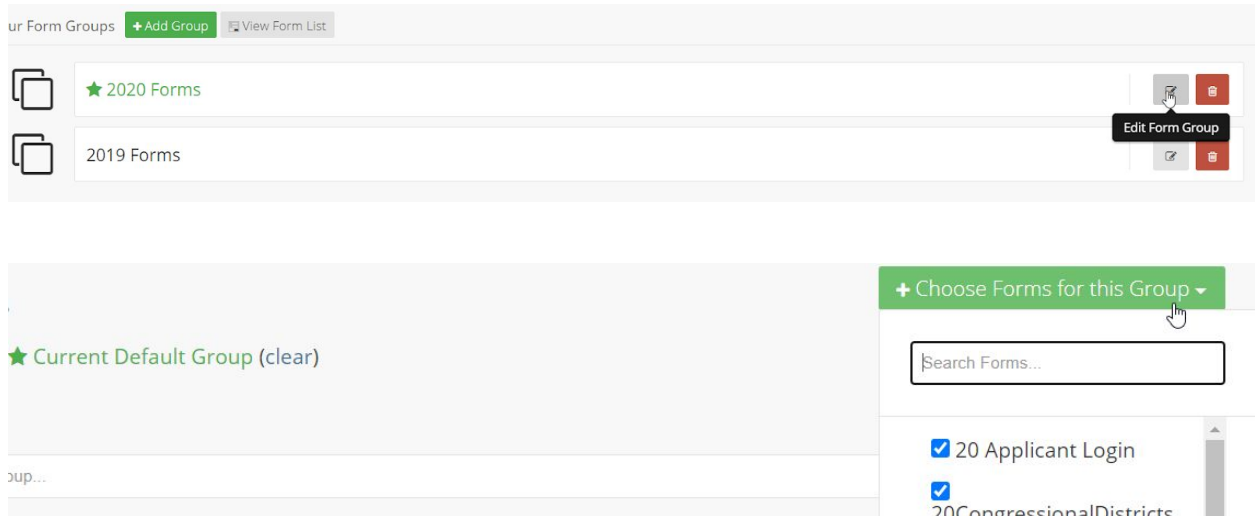 ur Form Groups + Add Group View Form List
★ 2020 Forms
Edit Form Group
2019 Forms
+ Choose Forms for this Group
★ Current Default Group (clear)
Search Forms...
20 Applicant Login
oup...
20CongressionalDistricts